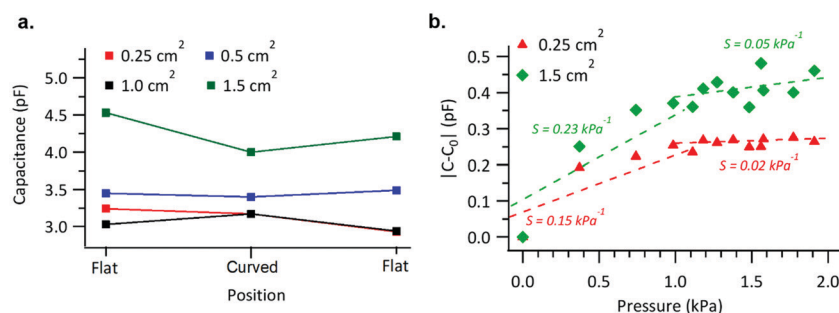 a.
0.25 cm²
0.5 cm²
1.0 cm²
1.5 cm²
Capacitance (pF)
5.0
4.5
4.0
3.5
3.0
Flat
Curved
Flat
Position
b.
0.25 cm²
1.5 cm²
S = 0.05 kPa⁻¹
S = 0.23 kPa⁻¹
S = 0.02 kPa⁻¹
S = 0.15 kPa⁻¹
|C-C₀| (pF)
0.5
0.4
0.3
0.2
0.1
0.0
0.0
0.5
1.0
1.5
2.0
Pressure (kPa)